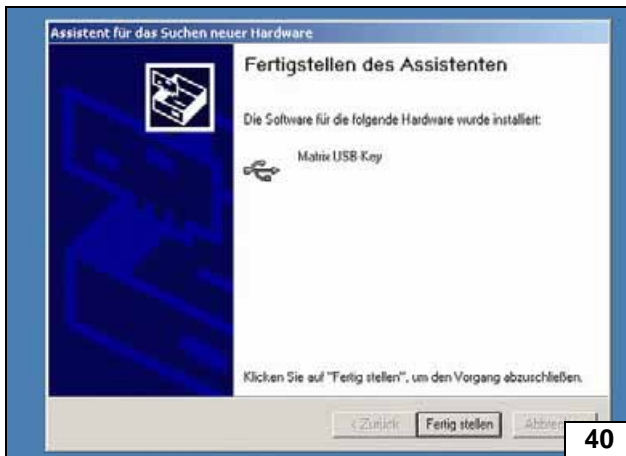 Assistent für das Suchen neuer Hardware
Fertigstellen des Assistenten
Die Software für die folgende Hardware wurde installiert:
Matrix USB-Key
Klicken Sie auf "Fertig stellen", um den Vorgang abzuschließen.
< Zurück Fertig stellen
40